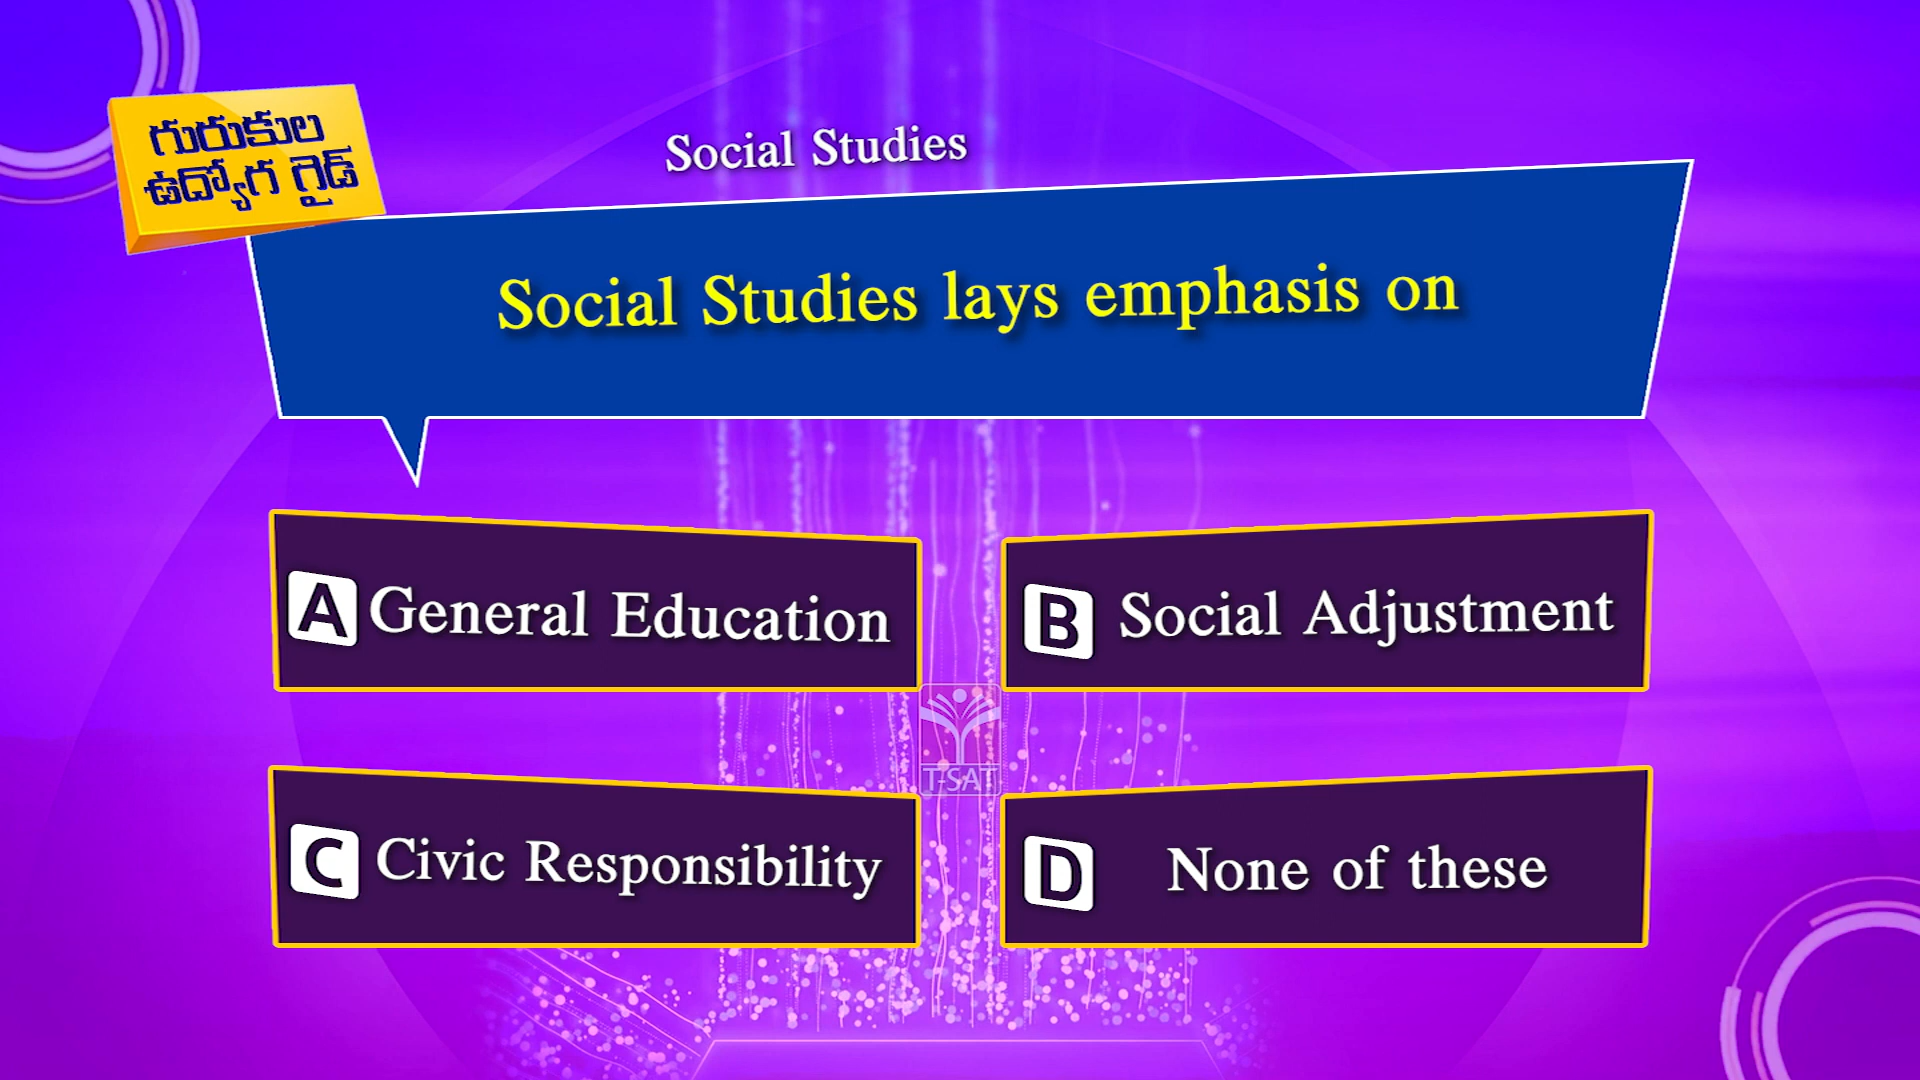 గురుకుల
ఉద్యోగ గైడ్
Social Studies
Social Studies lays emphasis on
A General Education
B Social Adjustment
T-SAT
C Civic Responsibility
D None of these